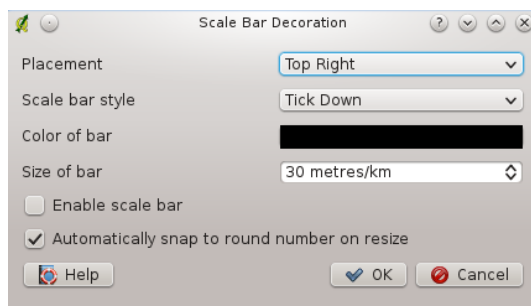 Scale Bar Decoration
Placement Top Right
Scale bar style Tick Down
Color of bar
Size of bar 30 metres/km
Enable scale bar
Automatically snap to round number on resize
Help OK Cancel